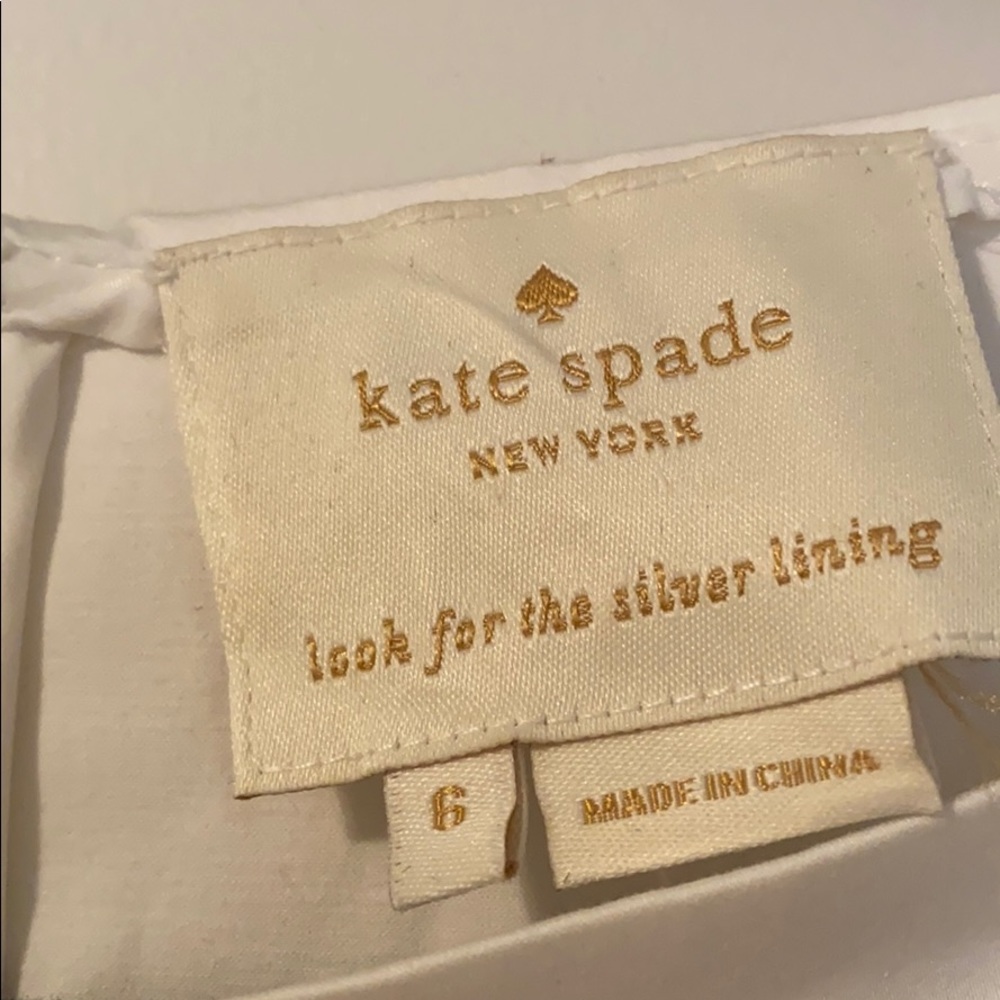 kate spade
NEW YORK
look for the silver lining
6
MADE IN CHINA